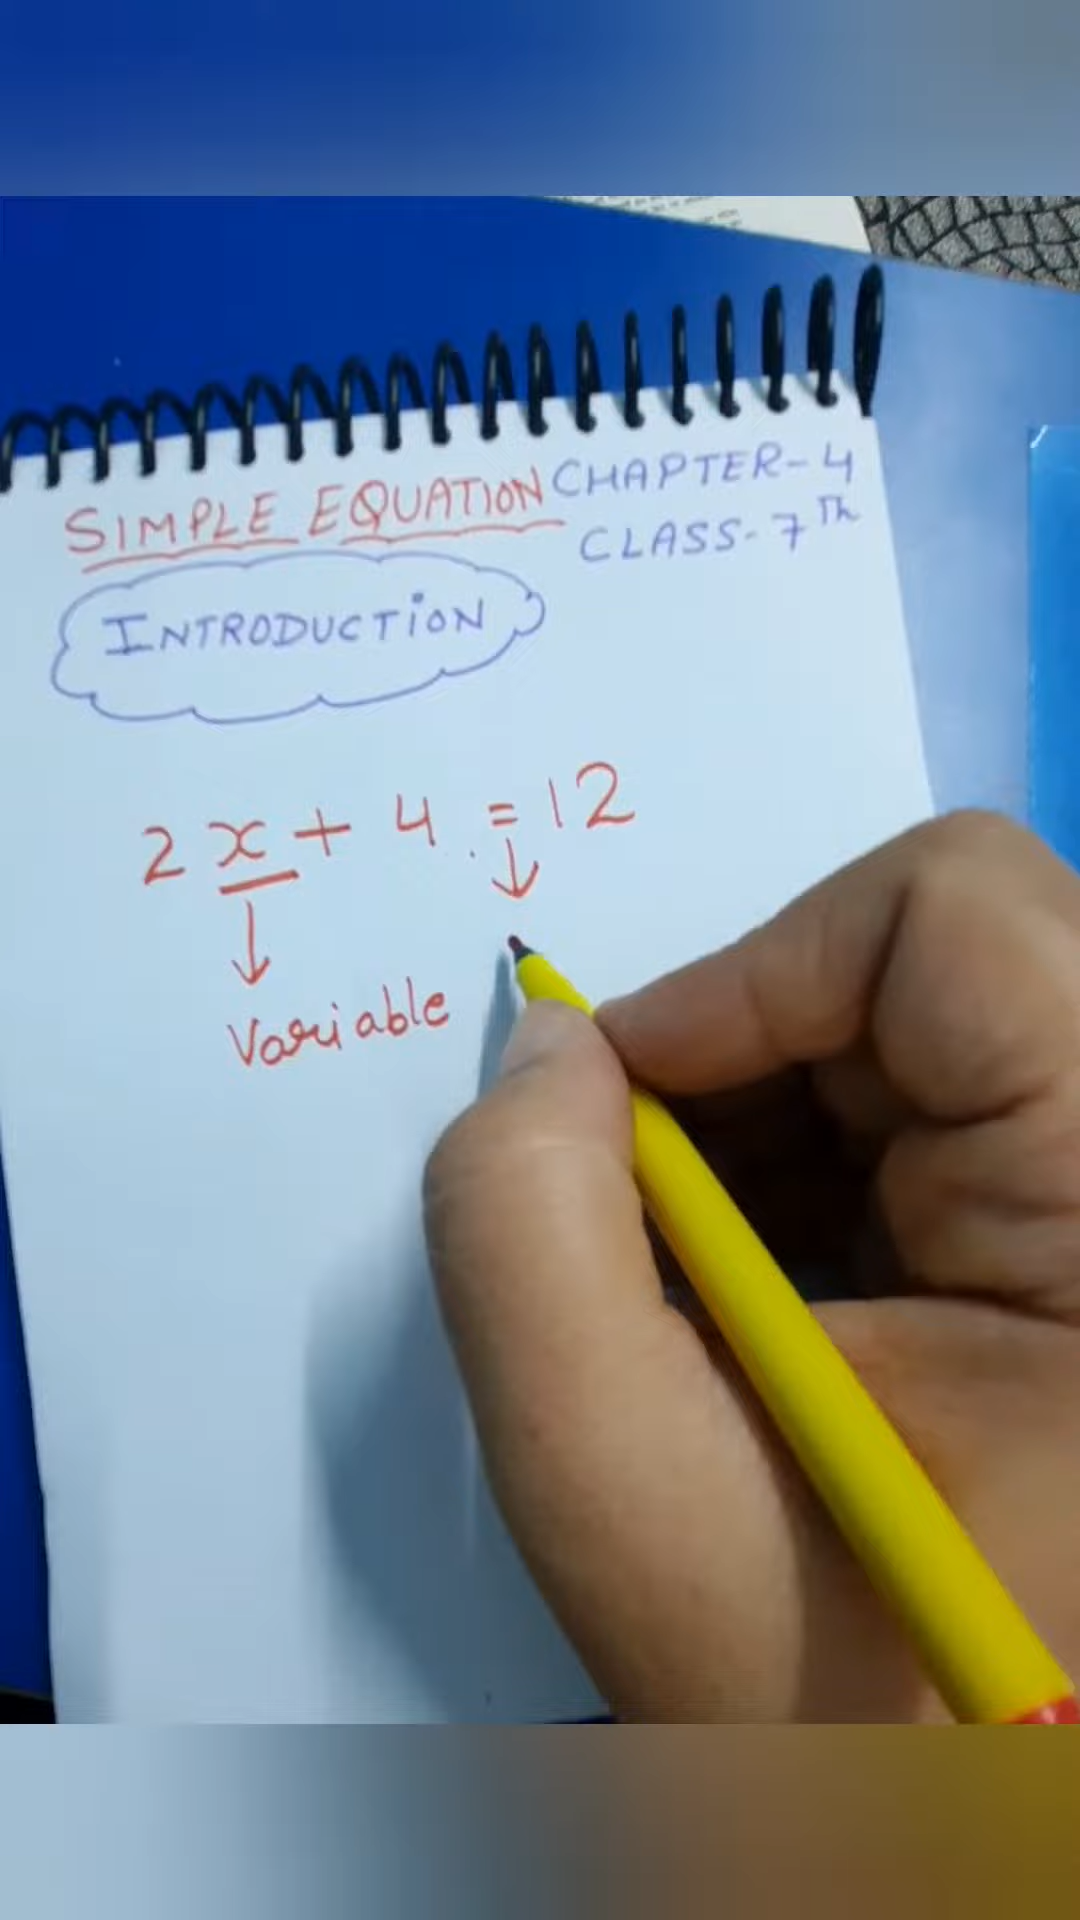 SIMPLE EQUATION CHAPTER-4
CLASS-7Th
INTRODUCTION
2x + 4 = 12
Variable